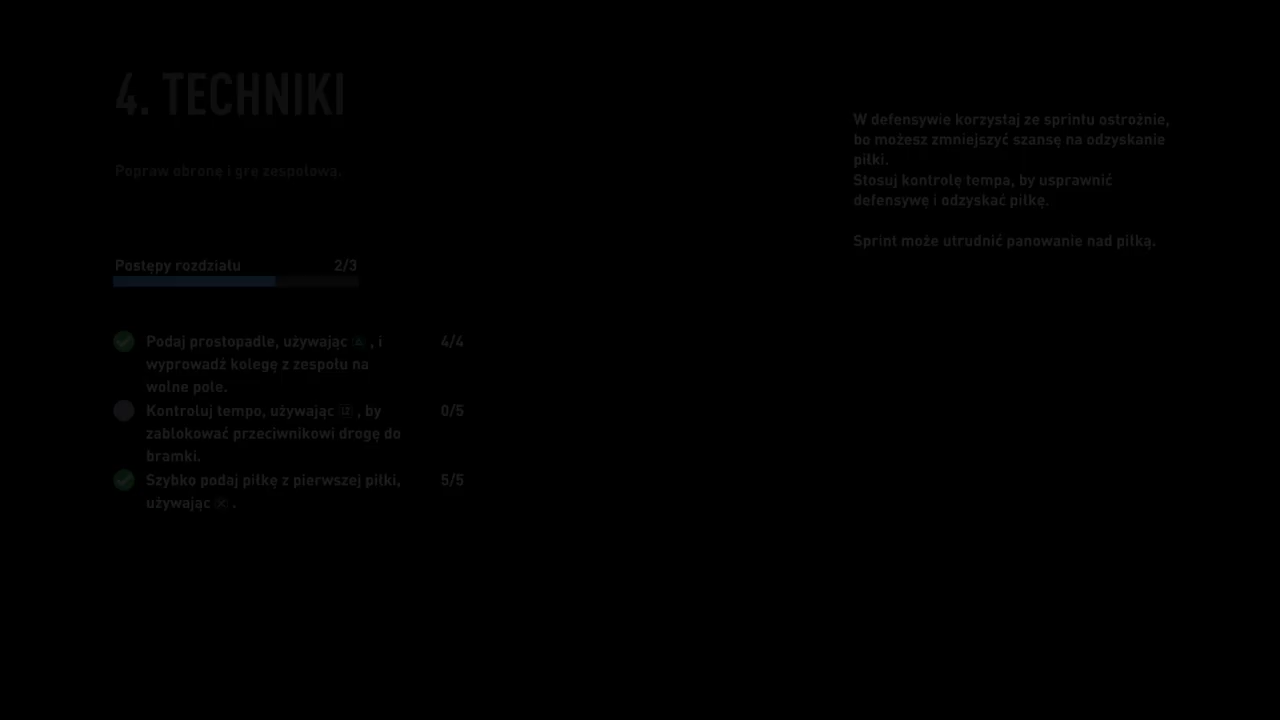 4. TECHNIKI
Popraw obronę i grę zespołową.
Postępy rozdziału 2/3
Podaj prostopadle, używając , i 4/4
wyprowadź kolegę z zespołu na
wolne pole.
Kontroluj tempo, używając L2 , by 0/5
zablokować przeciwnikowi drogę do
bramki.
Szybko podaj piłkę z pierwszej piłki, 5/5
używając .
W defensywie korzystaj ze sprintu ostrożnie,
bo możesz zmniejszyć szansę na odzyskanie
piłki.
Stosuj kontrolę tempa, by usprawnić
defensywę i odzyskać piłkę.
Sprint może utrudnić panowanie nad piłką.